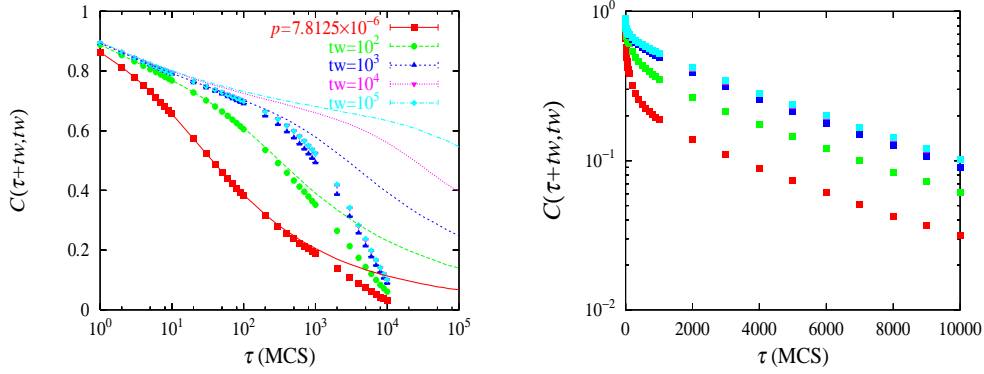 1
0.8
0.6
0.4
0.2
0
C(τ+tw,tw)
p=7.8125×10⁻⁶
tw=10²
tw=10³
tw=10⁴
tw=10⁵
10⁰
10¹
10²
10³
10⁴
10⁵
τ (MCS)
10⁰
10⁻¹
10⁻²
C(τ+tw,tw)
0
2000
4000
6000
8000
10000
τ (MCS)